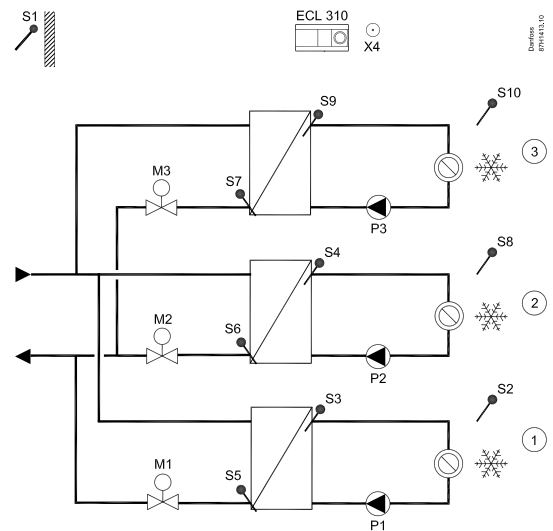 S1
ECL 310
X4
Danfoss
87H1413.10
S9
S10
M3
S7
3
P3
S4
S8
M2
S6
2
P2
S3
S2
M1
S5
1
P1